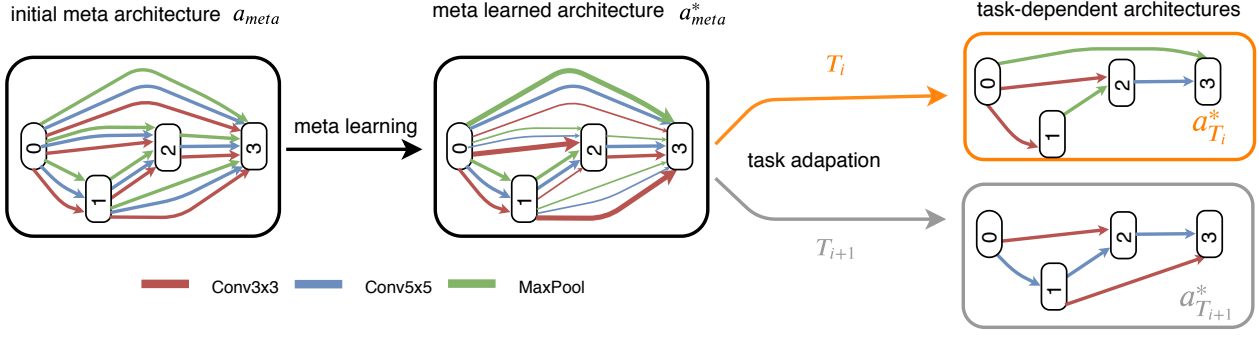 initial meta architecture a_meta
meta learned architecture a*_meta
task-dependent architectures
0 1 2 3
meta learning
0 1 2 3
T_i
task adapation
T_{i+1}
0 1 2 3
a*_{T_i}
0 1 2 3
a*_{T_{i+1}}
Conv3x3 Conv5x5 MaxPool